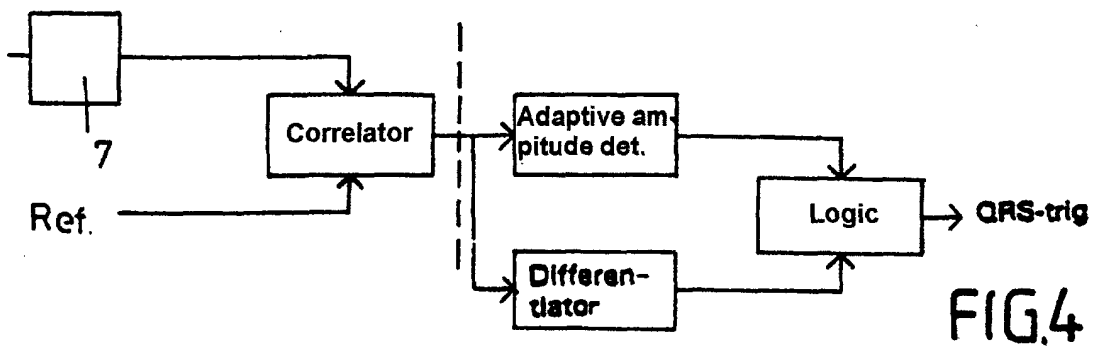 7
Ref.
Correlator
Adaptive am-
pitude det.
Differen-
tiator
Logic
QRS-trig
FIG.4